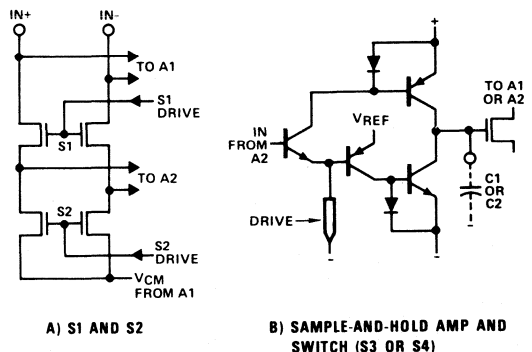 IN+
IN-
TO A1
S1
DRIVE
S1
TO A2
S2
S2
DRIVE
VCM
FROM A1
A) S1 AND S2
+
TO A1
OR A2
VREF
IN
FROM
A2
C1
OR
C2
DRIVE
-
-
-
B) SAMPLE-AND-HOLD AMP AND
SWITCH (S3 OR S4)